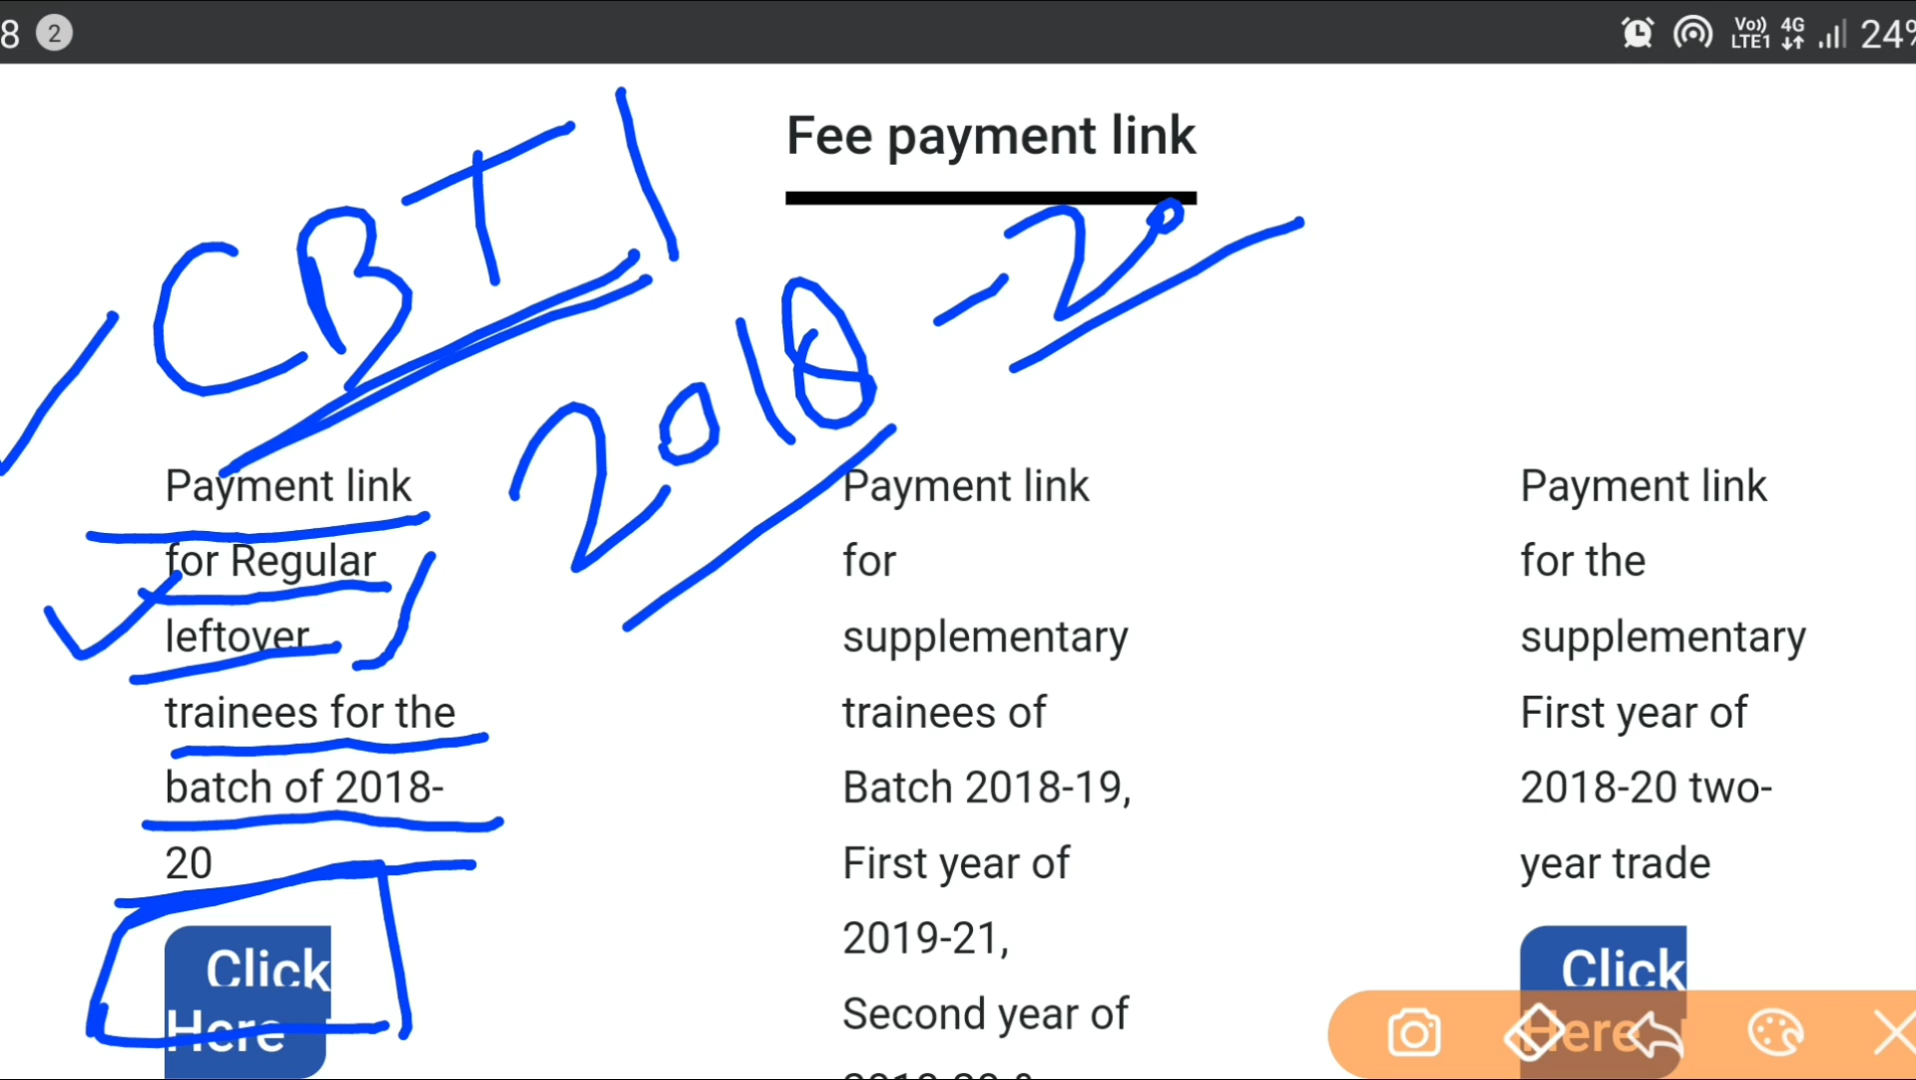 8 2 Vo)) LTE1 4G 24%
Fee payment link
CBT 1
2018 - 20
Payment link
for Regular
leftover
trainees for the
batch of 2018-
20
Click
Here
Payment link
for
supplementary
trainees of
Batch 2018-19,
First year of
2019-21,
Second year of
Payment link
for the
supplementary
First year of
2018-20 two-
year trade
Click
Here